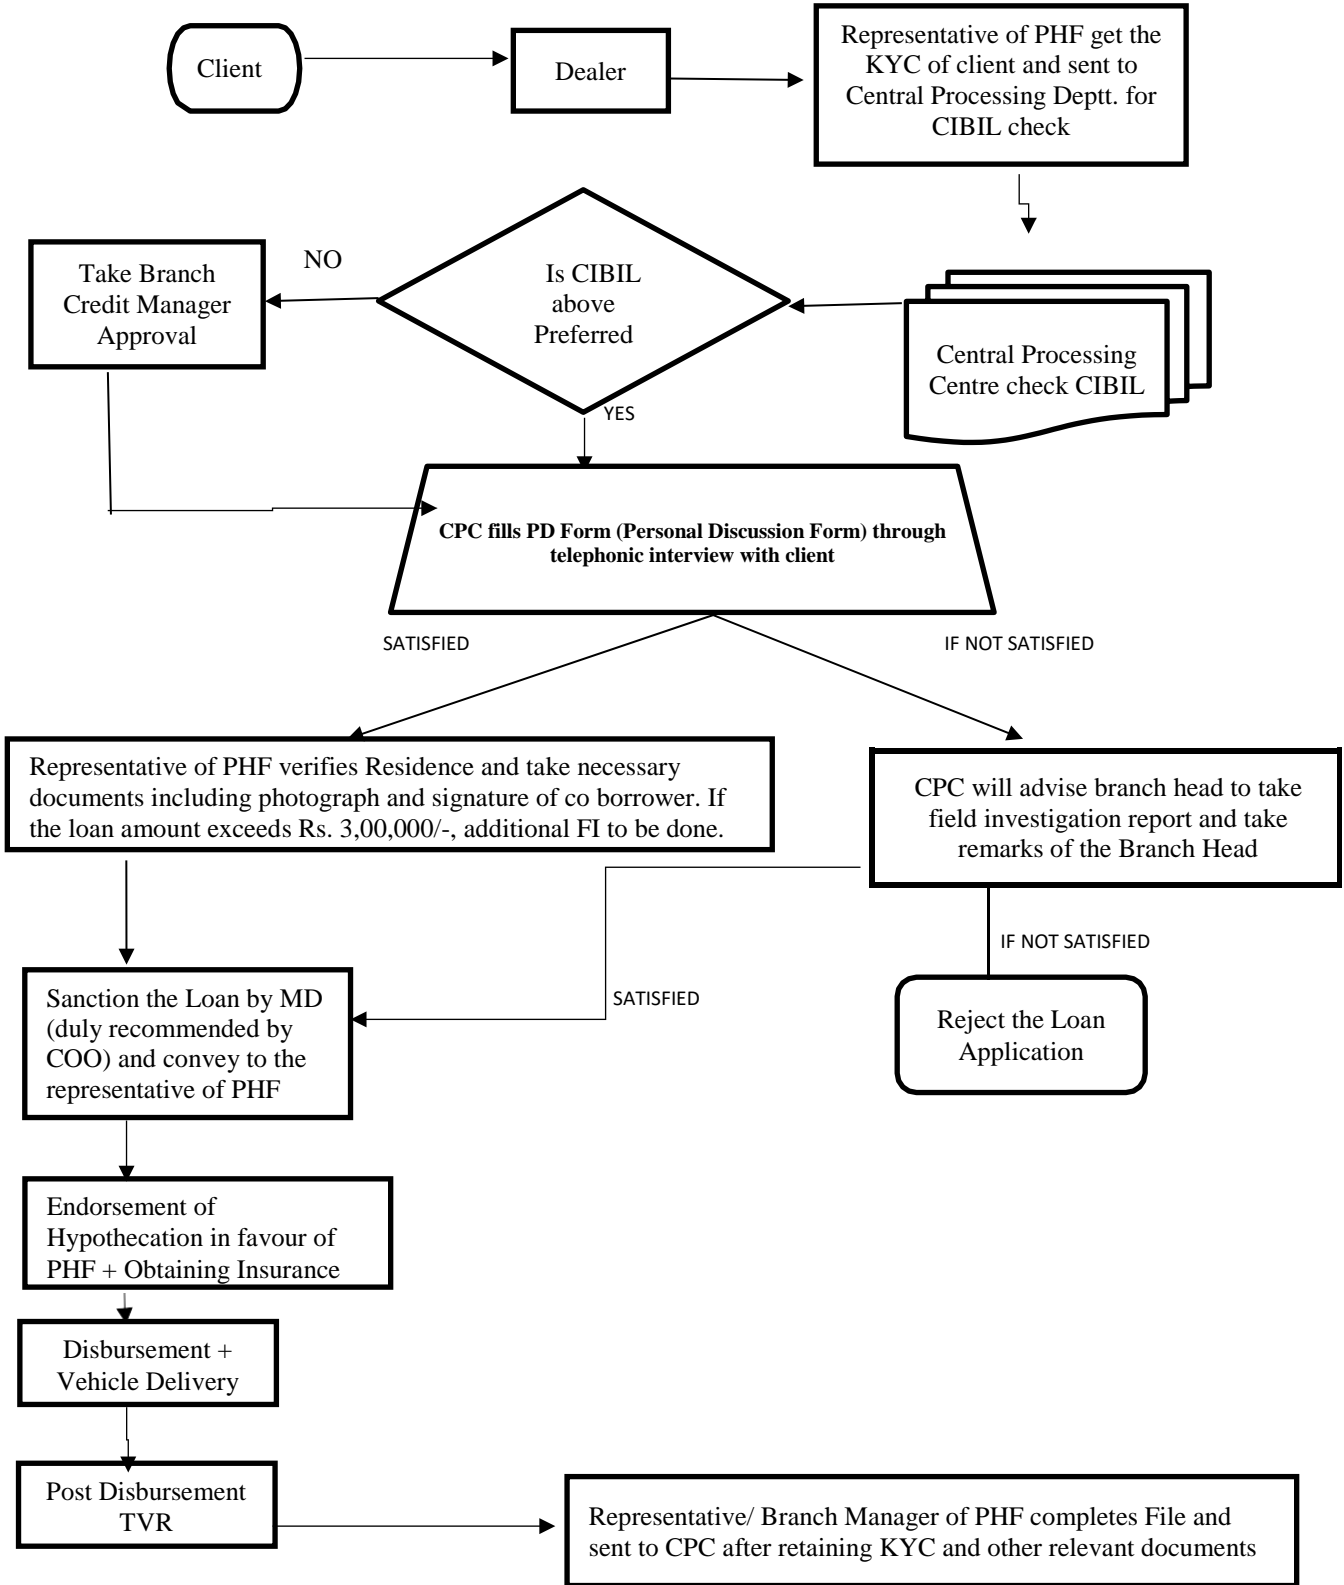 Client
Dealer
Representative of PHF get the
KYC of client and sent to
Central Processing Deptt. for
CIBIL check
Take Branch
Credit Manager
Approval
NO
Is CIBIL
above
Preferred
Central Processing
Centre check CIBIL
YES
CPC fills PD Form (Personal Discussion Form) through
telephonic interview with client
SATISFIED
IF NOT SATISFIED
Representative of PHF verifies Residence and take necessary
documents including photograph and signature of co borrower. If
the loan amount exceeds Rs. 3,00,000/-, additional FI to be done.
CPC will advise branch head to take
field investigation report and take
remarks of the Branch Head
IF NOT SATISFIED
SATISFIED
Sanction the Loan by MD
(duly recommended by
COO) and convey to the
representative of PHF
Reject the Loan
Application
Endorsement of
Hypothecation in favour of
PHF + Obtaining Insurance
Disbursement +
Vehicle Delivery
Post Disbursement
TVR
Representative/ Branch Manager of PHF completes File and
sent to CPC after retaining KYC and other relevant documents